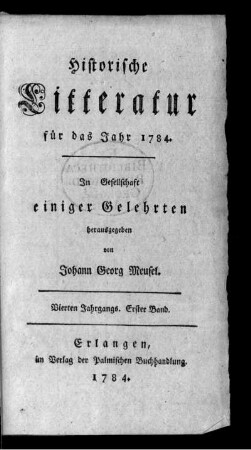 Historische
Litteratur
für das Jahr 1784.
In Gesellschaft
einiger Gelehrten
herausgegeben
von
Johann Georg Meusel.
Vierten Jahrgangs. Erster Band.
Erlangen,
im Verlag der Palmischen Buchhandlung.
1784.